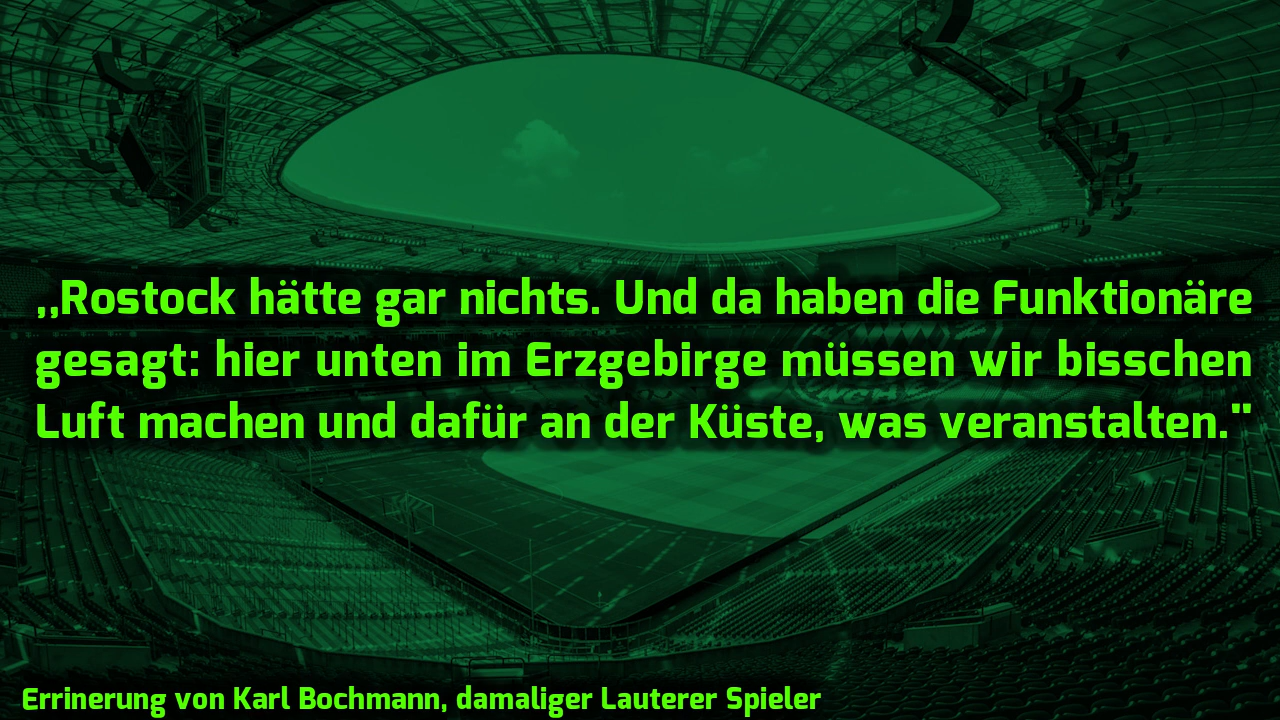 ,,Rostock hätte gar nichts. Und da haben die Funktionäre
gesagt: hier unten im Erzgebirge müssen wir bisschen
Luft machen und dafür an der Küste, was veranstalten."
Errinerung von Karl Bochmann, damaliger Lauterer Spieler